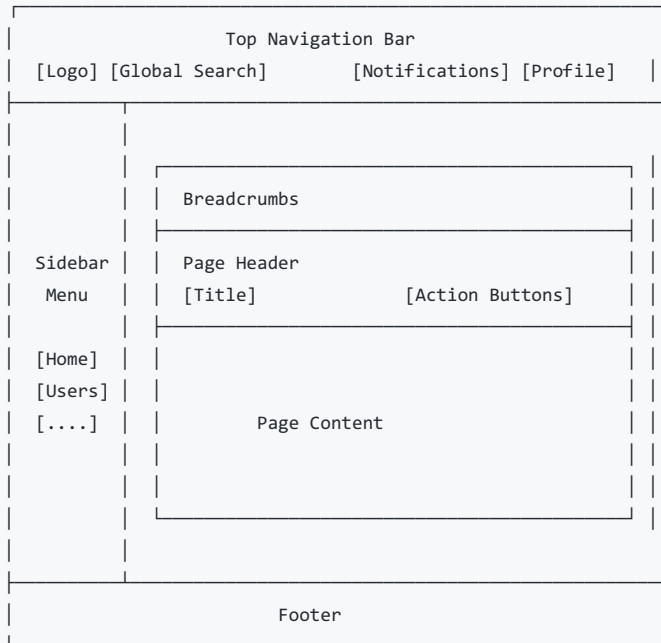 Top Navigation Bar
[Logo] [Global Search] [Notifications] [Profile]
Breadcrumbs
Sidebar
Menu
Page Header
[Title] [Action Buttons]
[Home]
[Users]
[....]
Page Content
Footer